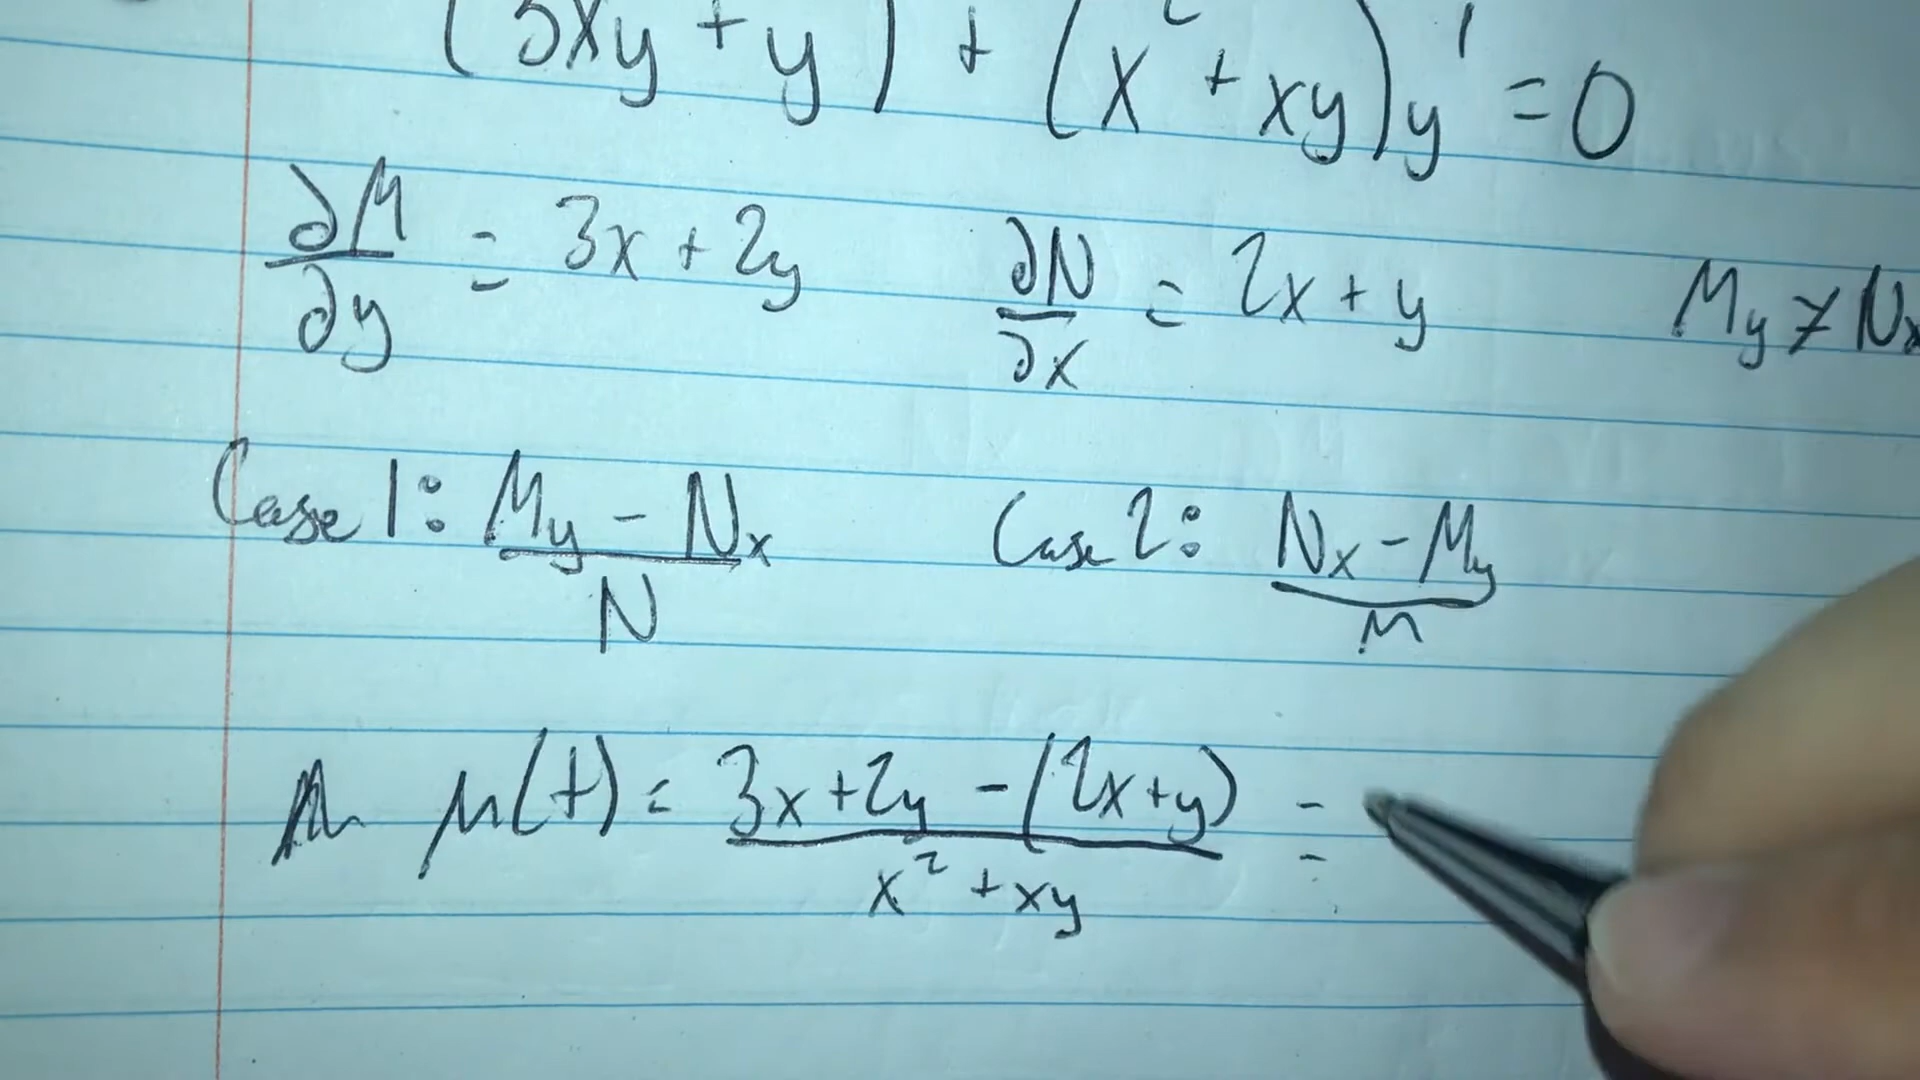 (3xy + y) + (x² + xy)y' = 0
∂M/∂y = 3x + 2y ∂N/∂x = 2x + y My ≠ Nx
Case 1: My - Nx / N Case 2: Nx - My / M
μ(t) = 3x + 2y - (2x + y) / x² + xy =